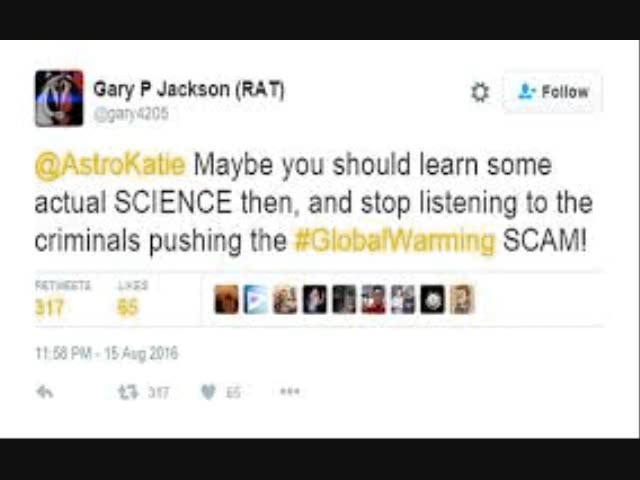 Gary P Jackson (RAT)
@gary4205
Follow
@AstroKatie Maybe you should learn some
actual SCIENCE then, and stop listening to the
criminals pushing the #GlobalWarming SCAM!
RETWEETS LIKES
317 65
11:58 PM - 15 Aug 2016
317 65